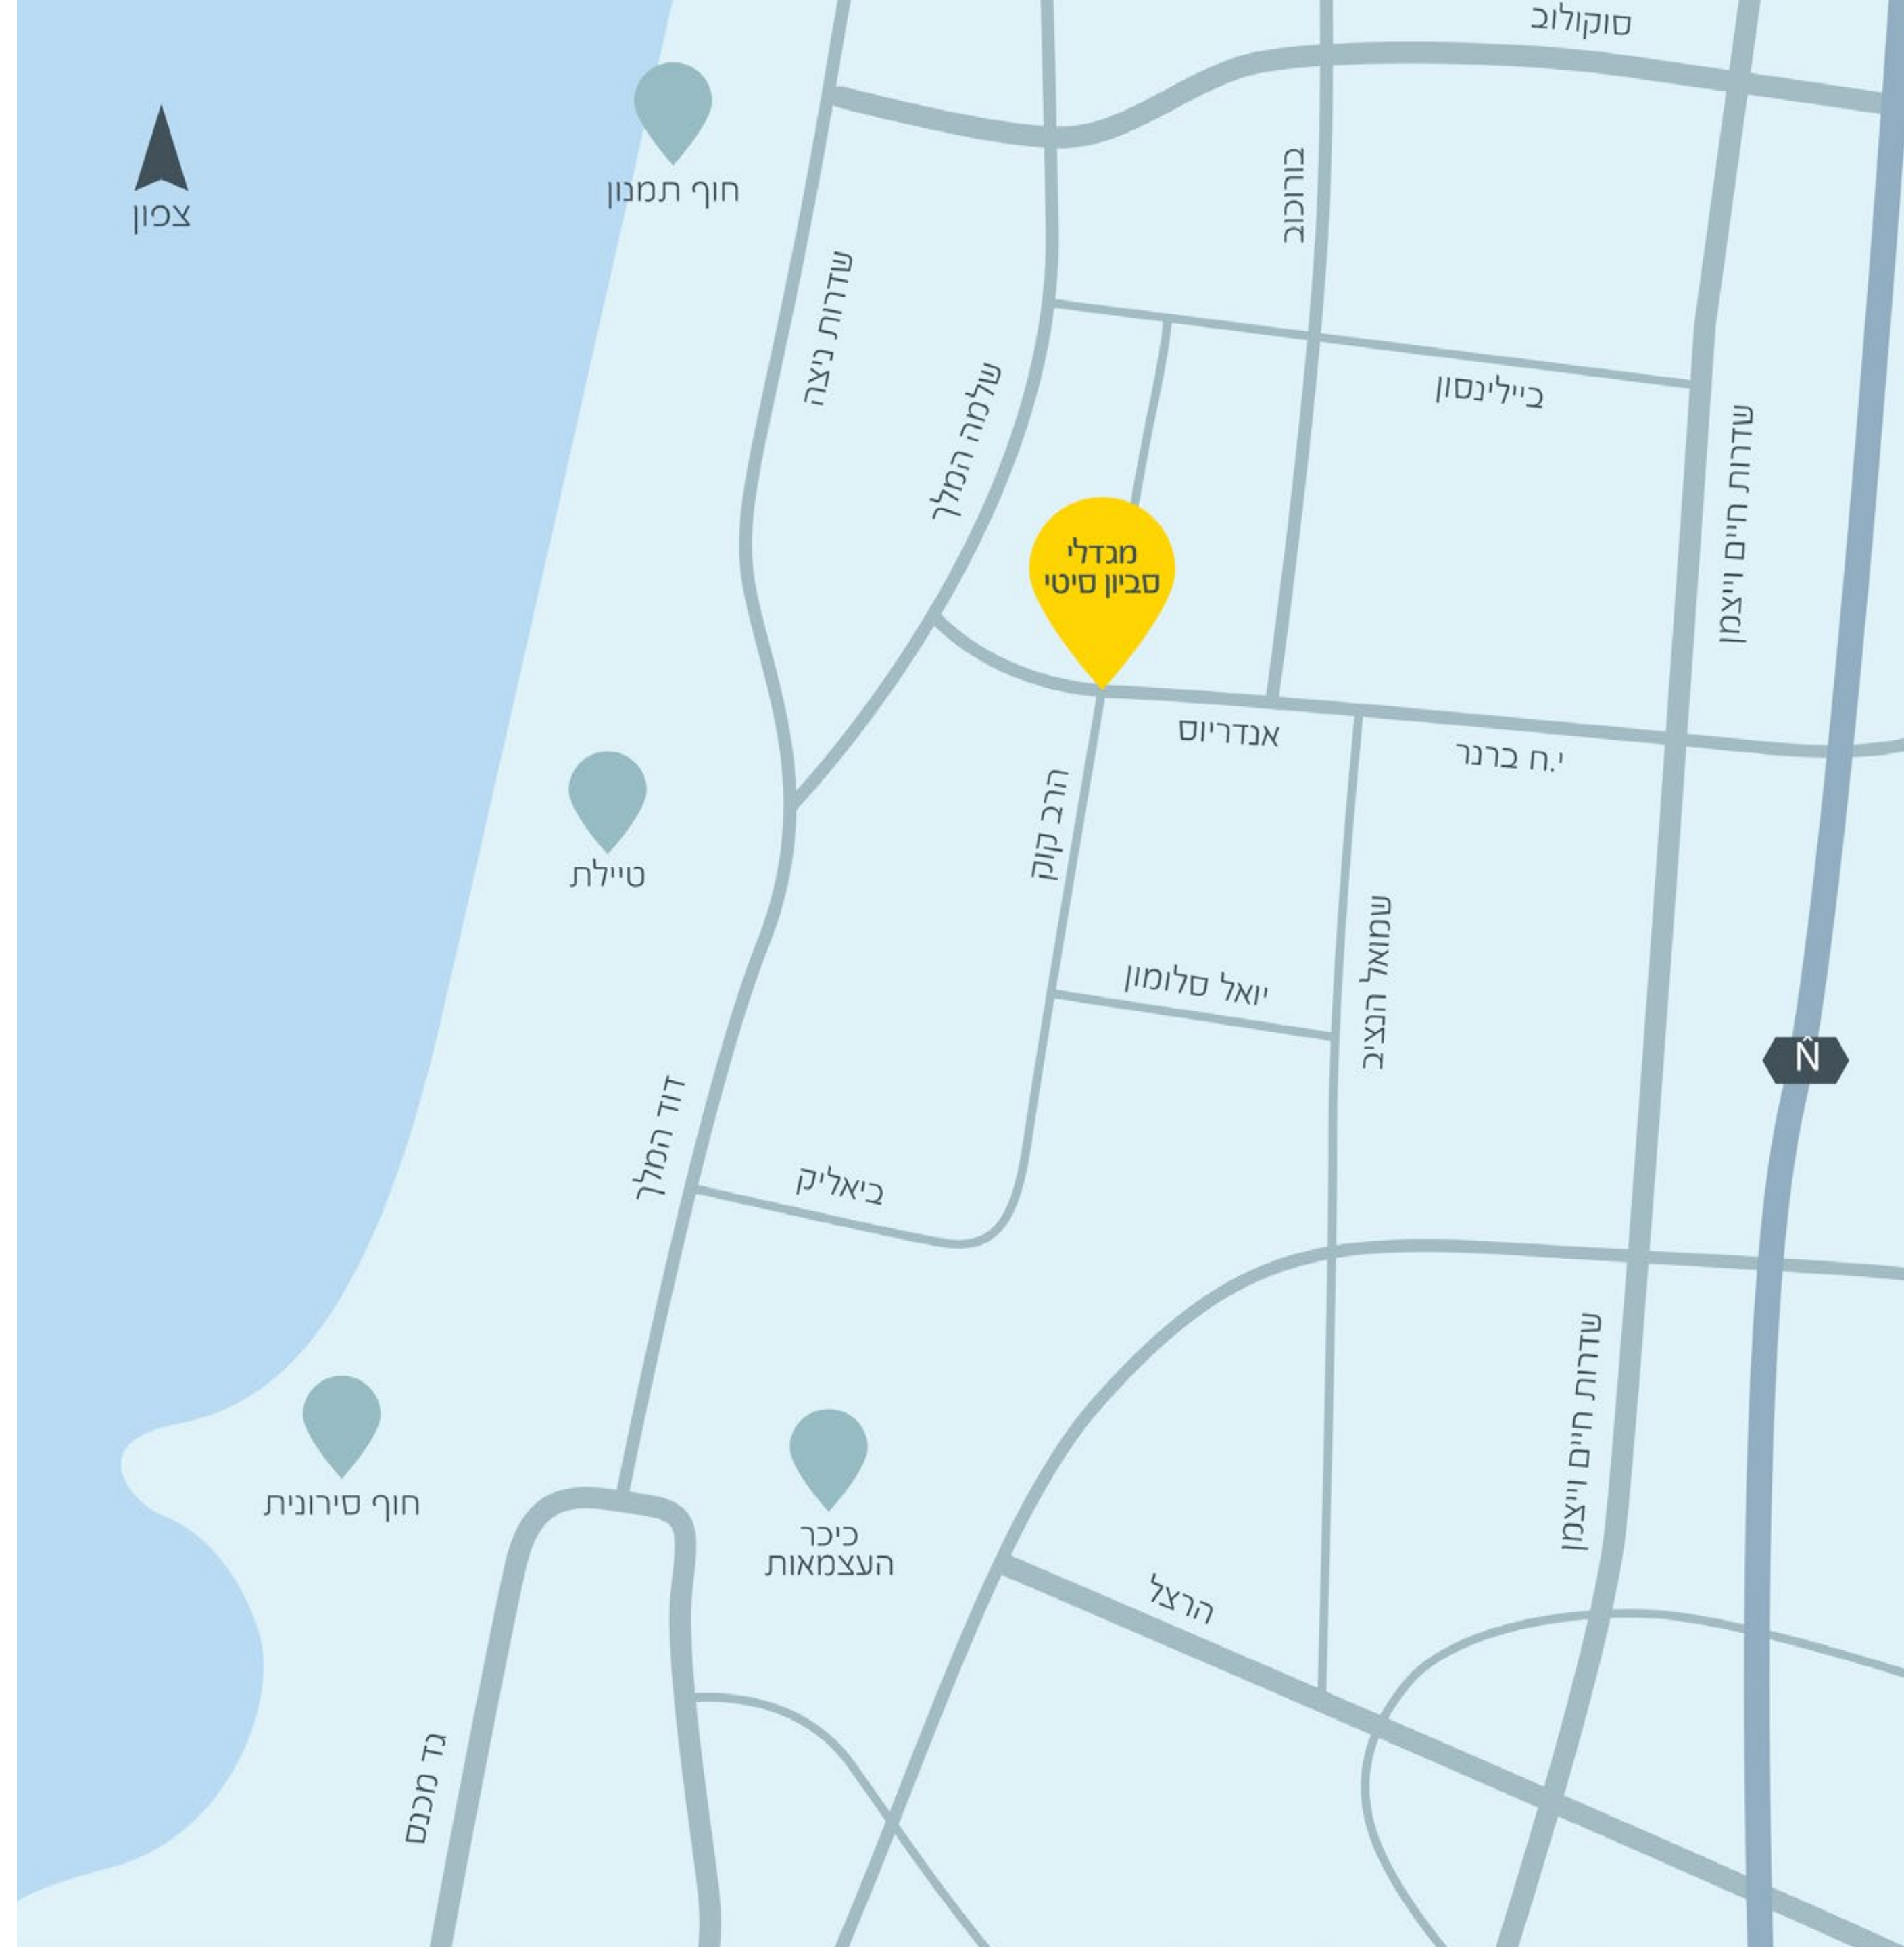 סוקולוב
חוף תמנון
צפון
בורוכוב
שדרות ניצה
שלמה המלך
ביילינסון
שדרות חיים וייצמן
מגדלי
סביון סיטי
אנדריוס
י.ח ברנר
הרב קוק
טיילת
שמואל הנציב
יואל סלומון
N̂
דוד המלך
ביאליק
שדרות חיים וייצמן
חוף סירונית
כיכר
העצמאות
הרצל
גד מכנס